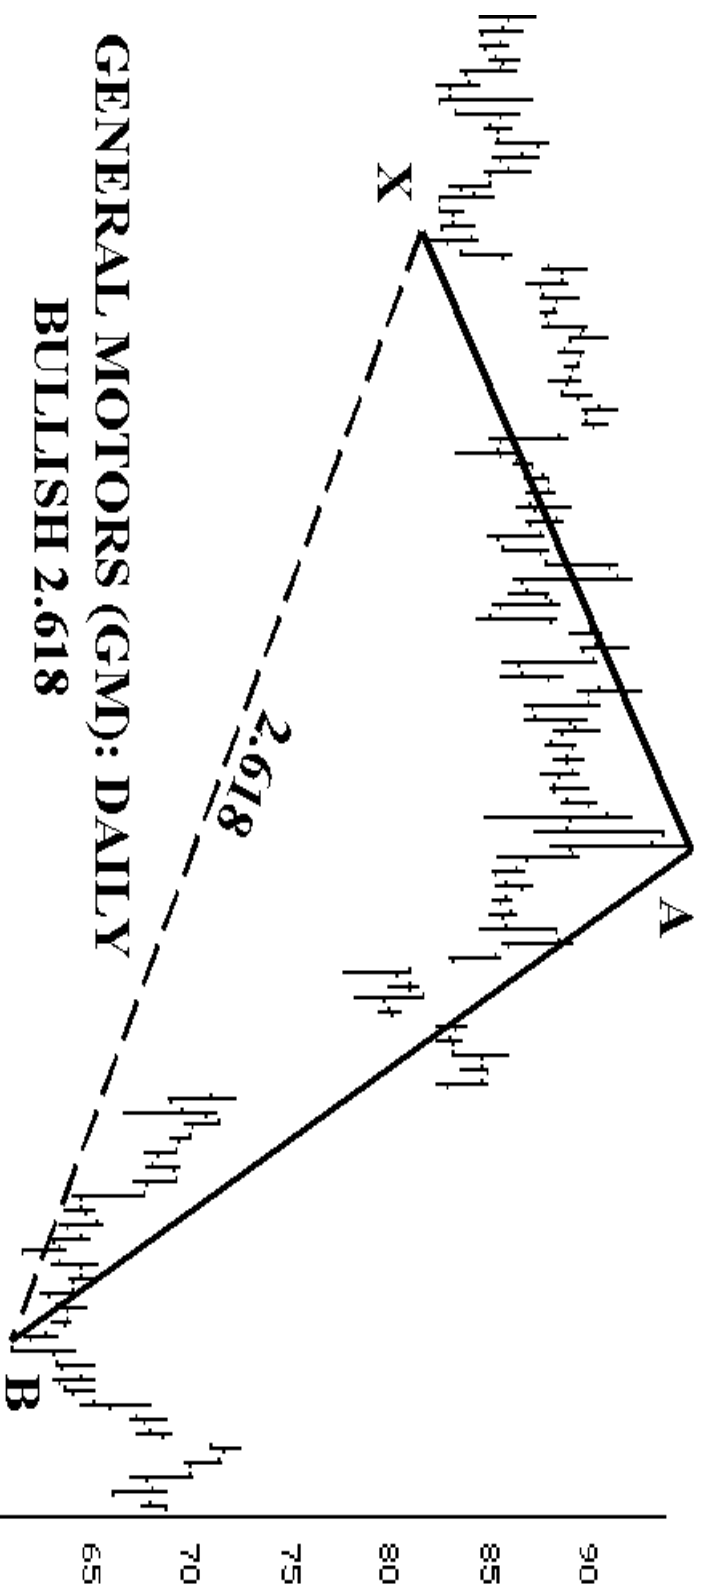 A
X
2.618
B
GENERAL MOTORS (GM): DAILY
BULLISH 2.618
90
85
80
75
70
65